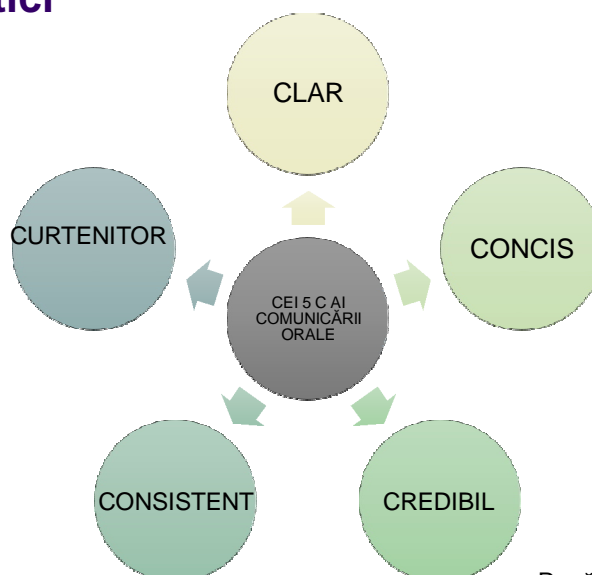 CLAR
CURTENITOR
CONCIS
CEI 5 C AI
COMUNICĂRII
ORALE
CONSISTENT
CREDIBIL